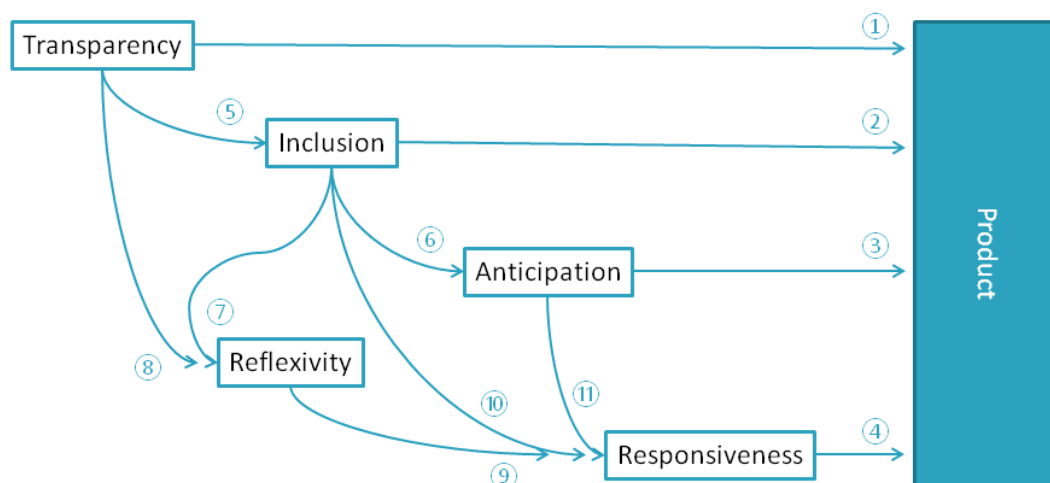 ①
Transparency
⑤
②
Inclusion
⑥
③
Anticipation
Product
⑦
⑧
Reflexivity
⑩
⑪
④
Responsiveness
⑨